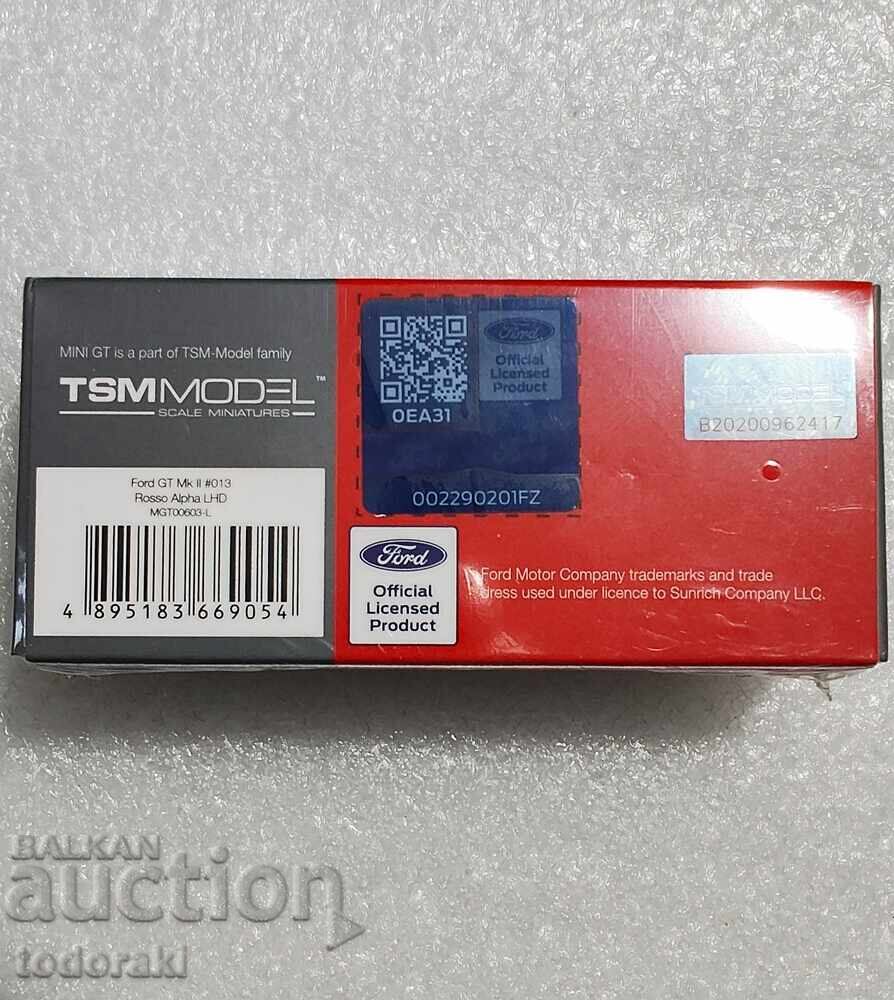 MINI GT is a part of TSM-Model family
TSMMODEL™
SCALE MINIATURES
Ford GT Mk II #013
Rosso Alpha LHD
MGT00603-L
4 895183 669054
0EA31
Ford
Official
Licensed
Product
002290201FZ
Ford
Official
Licensed
Product
TSMMODEL
B20200962417
Ford Motor Company trademarks and trade
dress used under licence to Sunrich Company LLC.
BALKAN
auction
todoraki